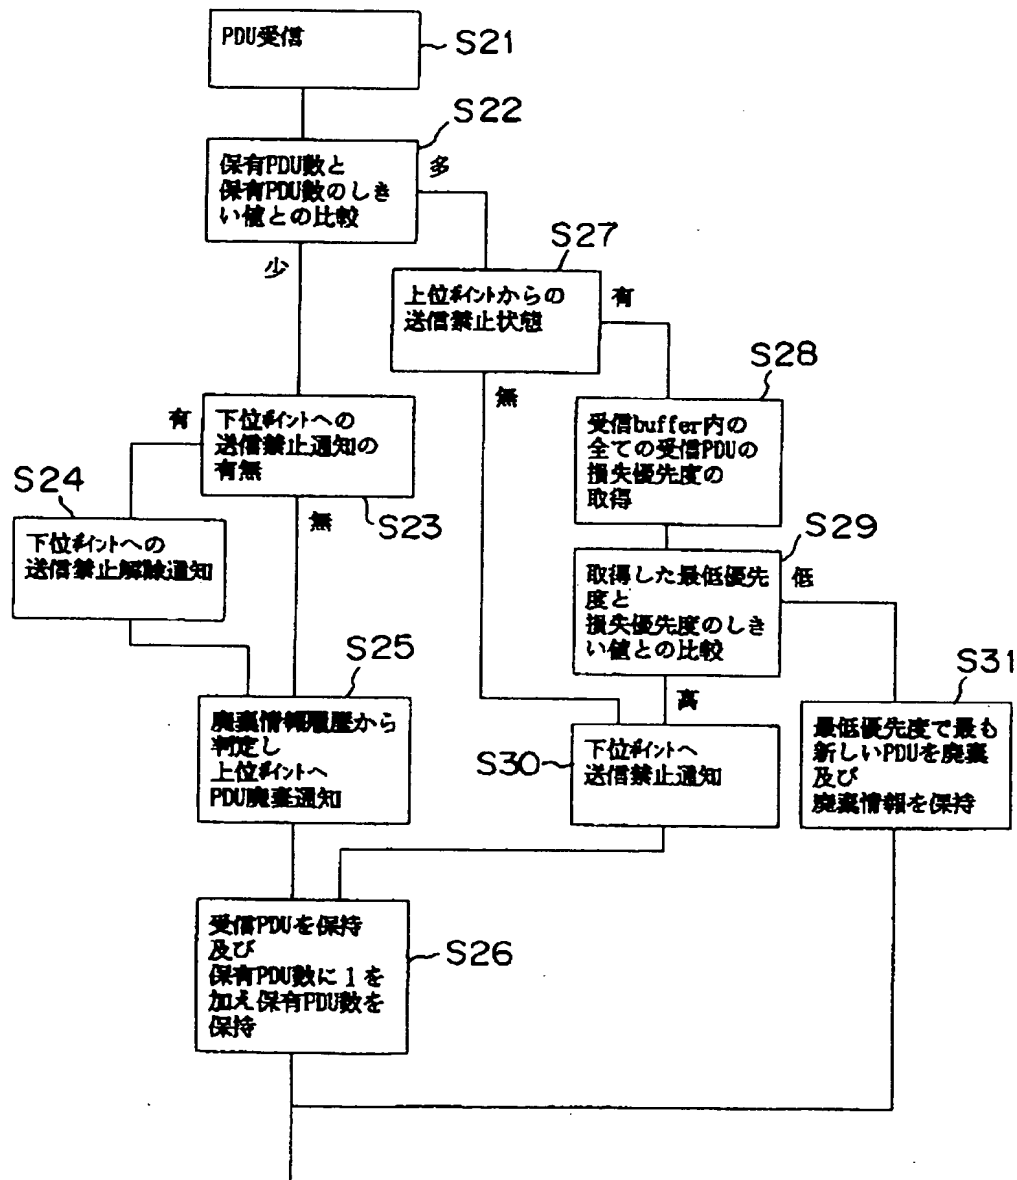 PDU受信
S21
S22
保有PDU数と
保有PDU数のしき
い値との比較
多
少
S27
上位ポイントからの
送信禁止状態
有
無
S28
受信buffer内の
全ての受信PDUの
損失優先度の
取得
有
下位ポイントへの
送信禁止通知の
有無
S23
無
S24
下位ポイントへの
送信禁止解除通知
S29
取得した最低優先
度と
損失優先度のしき
い値との比較
低
高
S25
廃棄情報履歴から
判定し
上位ポイントへ
PDU廃棄通知
S30
下位ポイントへ
送信禁止通知
S31
最低優先度で最も
新しいPDUを廃棄
及び
廃棄情報を保持
受信PDUを保持
及び
保有PDU数に1を
加え保有PDU数を
保持
S26